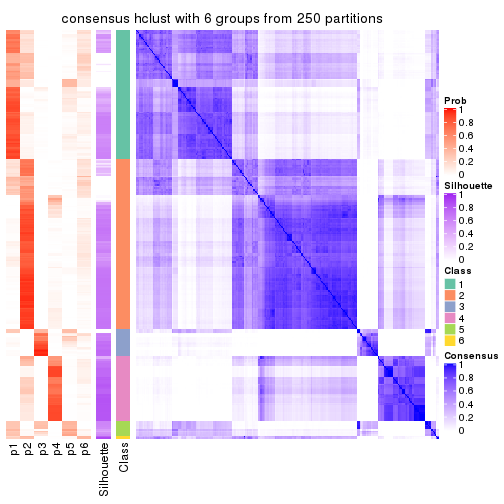 consensus hclust with 6 groups from 250 partitions
Prob
1
0.8
0.6
0.4
0.2
0
Silhouette
1
0.8
0.6
0.4
0.2
0
Class
1
2
3
4
5
6
Consensus
1
0.8
0.6
0.4
0.2
0
p1
p2
p3
p4
p5
p6
Silhouette
Class